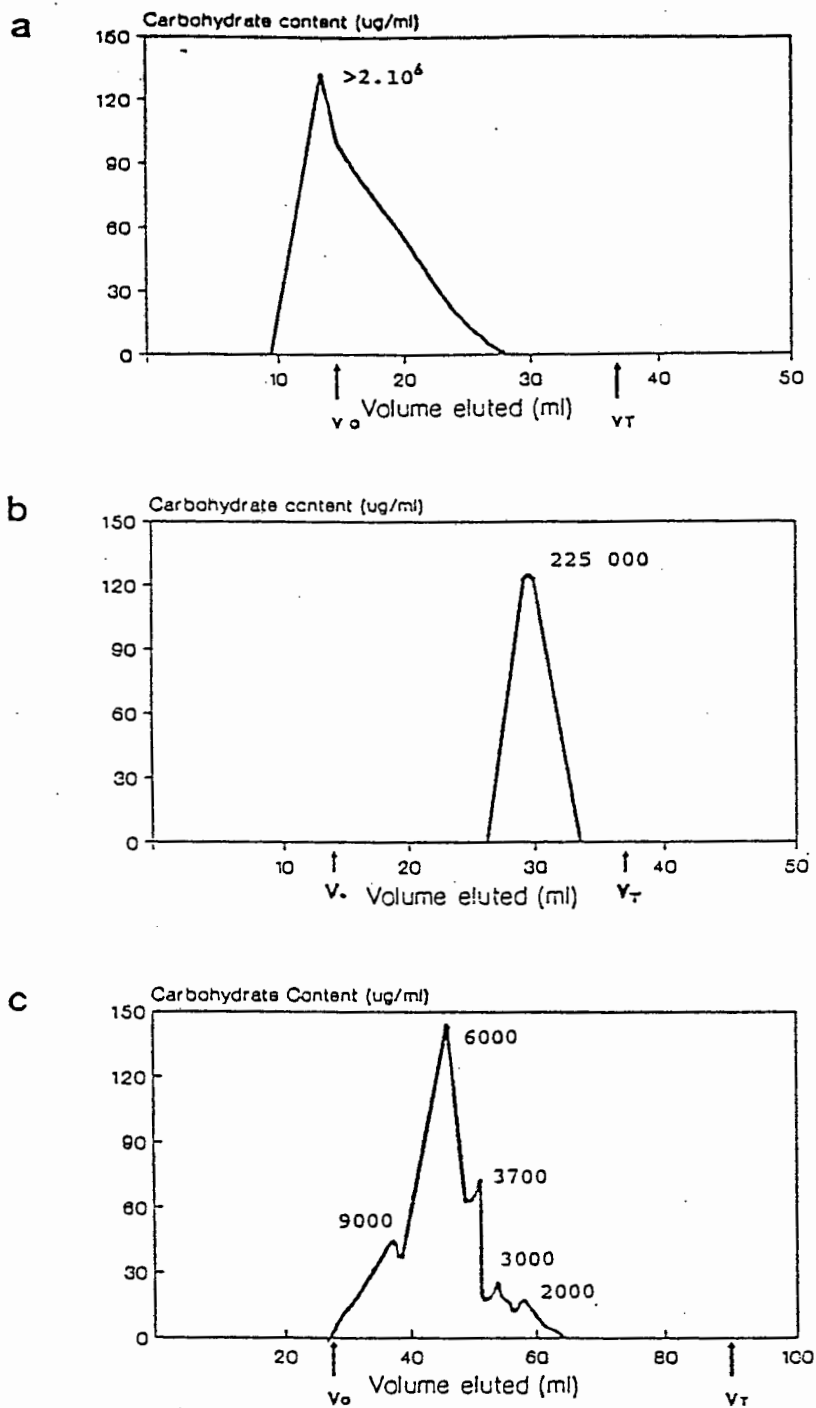 a
Carbohydrate content (ug/ml)
150
120
90
60
30
0
>2.10⁶
10 20 30 40 50
Vo Volume eluted (ml) VT
b
Carbohydrate content (ug/ml)
150
120
90
60
30
0
225 000
10 20 30 40 50
V. Volume eluted (ml) VT
c
Carbohydrate Content (ug/ml)
150
120
90
60
30
0
6000
3700
9000
3000
2000
20 40 60 80 100
Vo Volume eluted (ml) VT